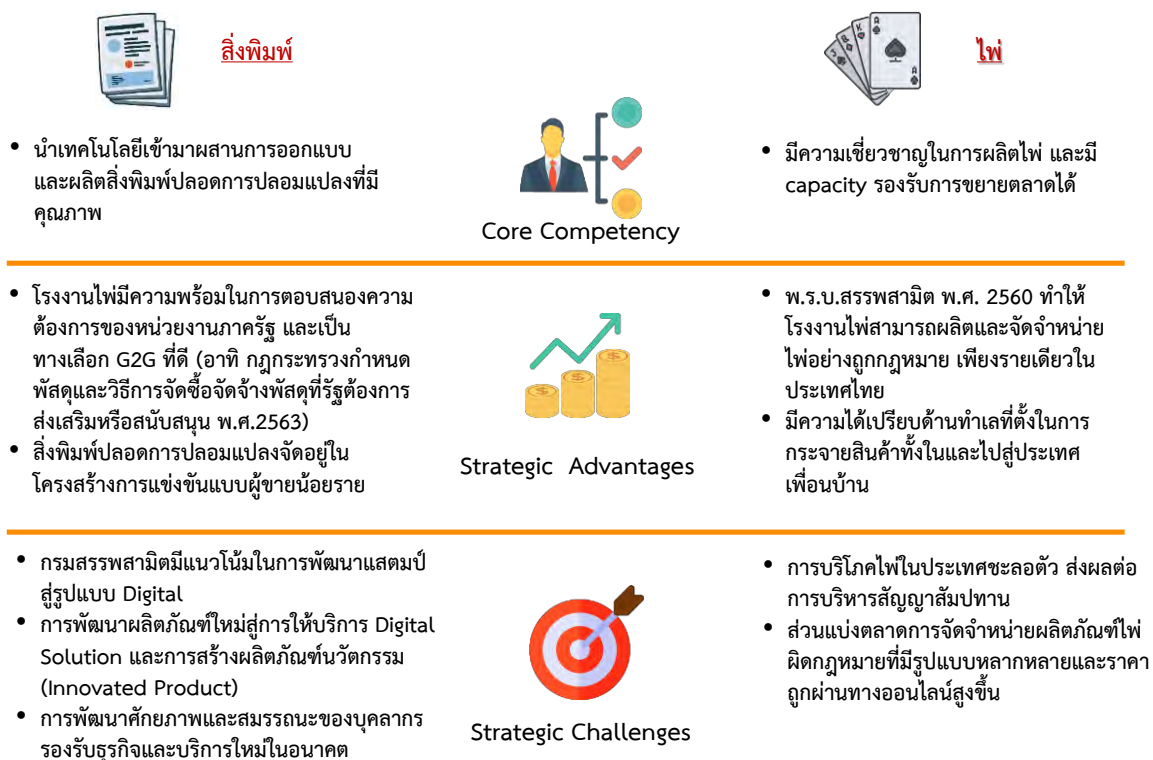 สิ่งพิมพ์
ไพ่
• นำเทคโนโลยีเข้ามาผสานการออกแบบ
และผลิตสิ่งพิมพ์ปลอดการปลอมแปลงที่มี
คุณภาพ
Core Competency
• มีความเชี่ยวชาญในการผลิตไพ่ และมี
capacity รองรับการขยายตลาดได้
• โรงงานไพ่มีความพร้อมในการตอบสนองความ
ต้องการของหน่วยงานภาครัฐ และเป็น
ทางเลือก G2G ที่ดี (อาทิ กฎกระทรวงกำหนด
พัสดุและวิธีการจัดซื้อจัดจ้างพัสดุที่รัฐต้องการ
ส่งเสริมหรือสนับสนุน พ.ศ.2563)
• สิ่งพิมพ์ปลอดการปลอมแปลงจัดอยู่ใน
โครงสร้างการแข่งขันแบบผู้ขายน้อยราย
Strategic Advantages
• พ.ร.บ.สรรพสามิต พ.ศ. 2560 ทำให้
โรงงานไพ่สามารถผลิตและจัดจำหน่าย
ไพ่อย่างถูกกฎหมาย เพียงรายเดียวใน
ประเทศไทย
• มีความได้เปรียบด้านทำเลที่ตั้งในการ
กระจายสินค้าทั้งในและไปสู่ประเทศ
เพื่อนบ้าน
• กรมสรรพสามิตมีแนวโน้มในการพัฒนาแสตมป์
สู่รูปแบบ Digital
• การพัฒนาผลิตภัณฑ์ใหม่สู่การให้บริการ Digital
Solution และการสร้างผลิตภัณฑ์นวัตกรรม
(Innovated Product)
• การพัฒนาศักยภาพและสมรรถนะของบุคลากร
รองรับธุรกิจและบริการใหม่ในอนาคต
Strategic Challenges
• การบริโภคไพ่ในประเทศชะลอตัว ส่งผลต่อ
การบริหารสัญญาสัมปทาน
• ส่วนแบ่งตลาดการจัดจำหน่ายผลิตภัณฑ์ไพ่
ผิดกฎหมายที่มีรูปแบบหลากหลายและราคา
ถูกผ่านทางออนไลน์สูงขึ้น